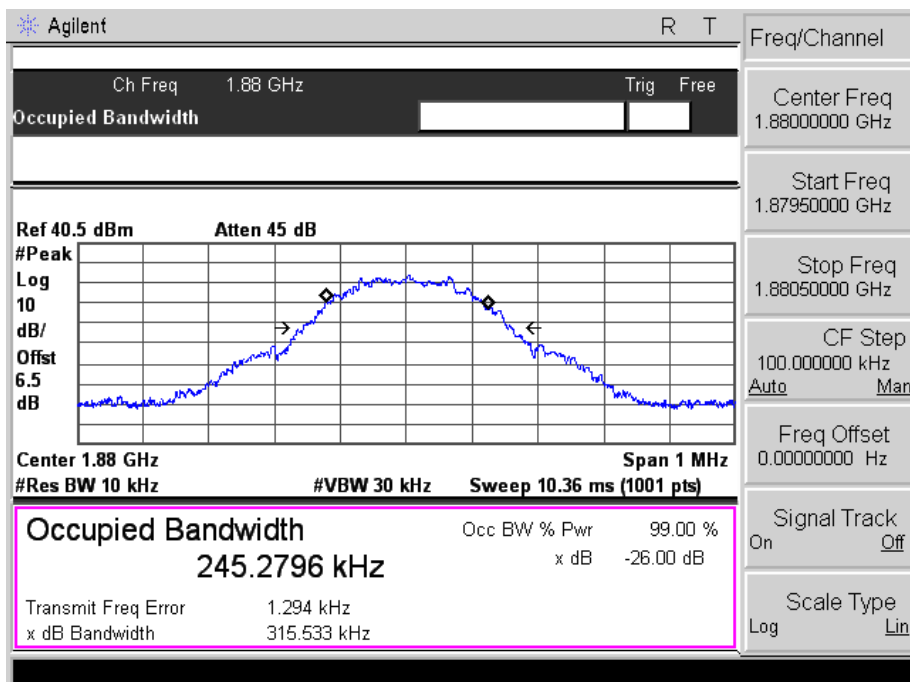 Agilent R T
Ch Freq 1.88 GHz Trig Free
Occupied Bandwidth
Ref 40.5 dBm Atten 45 dB
#Peak
Log
10
dB/
Offst
6.5
dB
Center 1.88 GHz Span 1 MHz
#Res BW 10 kHz #VBW 30 kHz Sweep 10.36 ms (1001 pts)
Occupied Bandwidth Occ BW % Pwr 99.00 %
245.2796 kHz x dB -26.00 dB
Transmit Freq Error 1.294 kHz
x dB Bandwidth 315.533 kHz
Freq/Channel
Center Freq
1.88000000 GHz
Start Freq
1.87950000 GHz
Stop Freq
1.88050000 GHz
CF Step
100.000000 kHz
Auto Man
Freq Offset
0.00000000 Hz
Signal Track
On Off
Scale Type
Log Lin